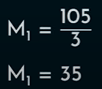 M₁ = 105/3
M₁ = 35